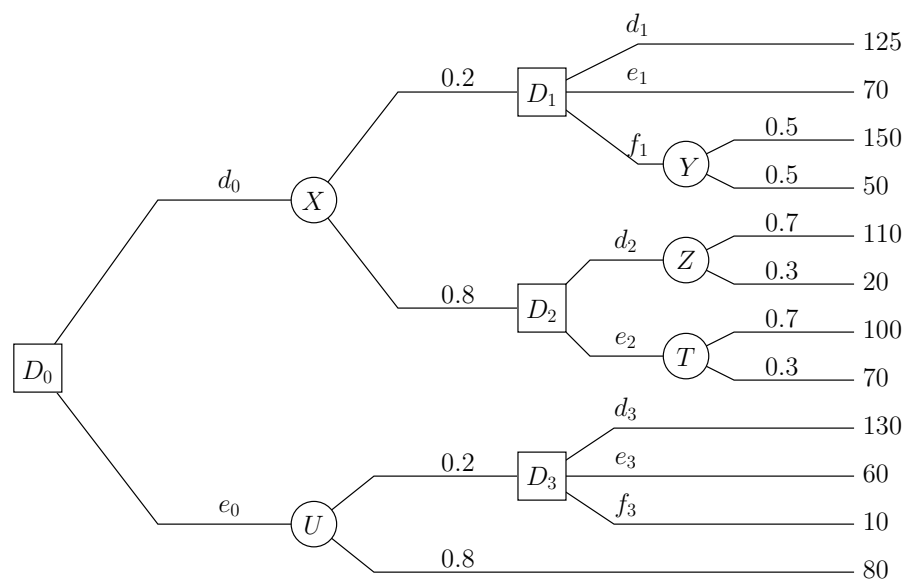 d₁ 125
0.2 D₁ e₁ 70
f₁ Y 0.5 150
0.5 50
d₀ X
d₂ Z 0.7 110
0.3 20
0.8 D₂
e₂ T 0.7 100
0.3 70
D₀
d₃ 130
0.2 D₃ e₃ 60
f₃ 10
e₀ U
0.8 80